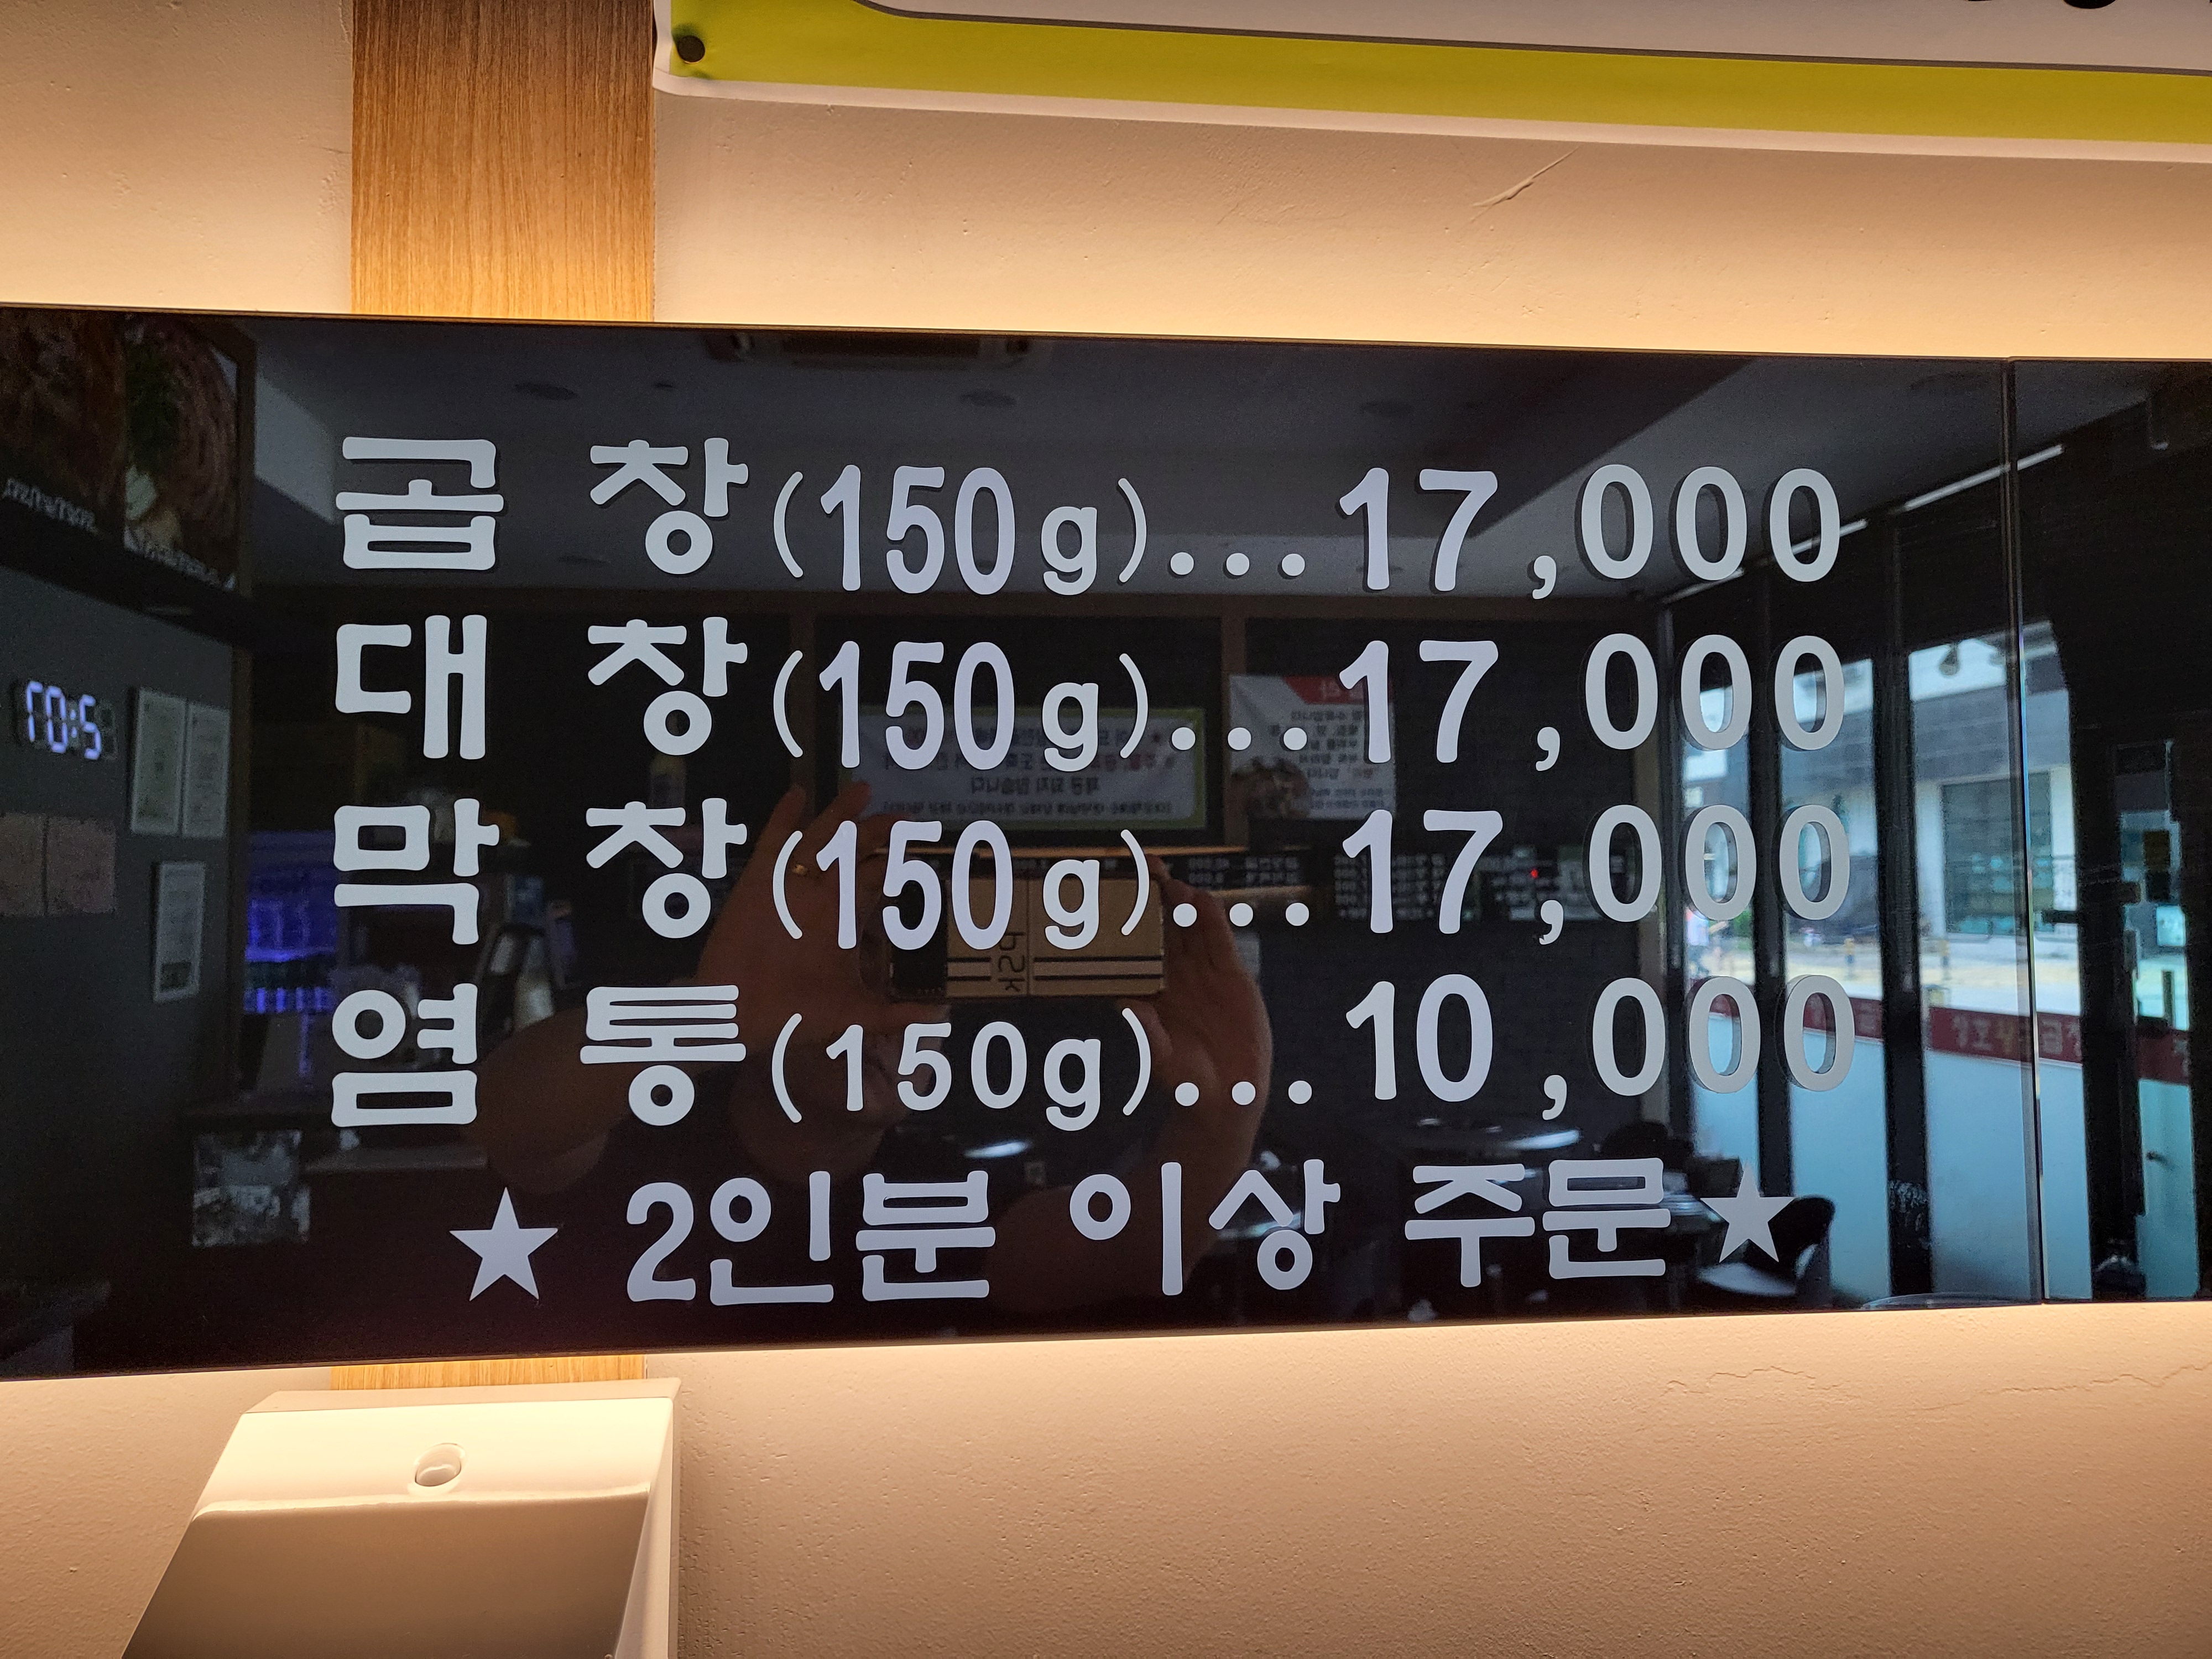 곱 창(150g)...17,000
대 창(150g)...17,000
막 창(150g)...17,000
염 통(150g)...10,000
★ 2인분 이상 주문★